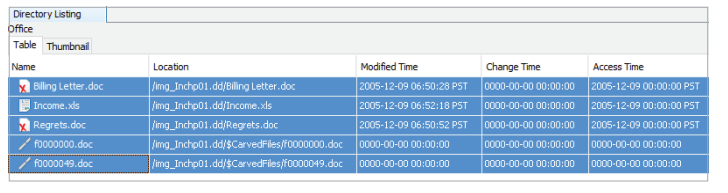 Directory Listing
Office
Table Thumbnail
Name Location Modified Time Change Time Access Time
Billing Letter.doc /img_Inchp01.dd/Billing Letter.doc 2005-12-09 06:50:28 PST 0000-00-00 00:00:00 2005-12-09 00:00:00 PST
Income.xls /img_Inchp01.dd/Income.xls 2005-12-09 06:52:18 PST 0000-00-00 00:00:00 2005-12-09 00:00:00 PST
Regrets.doc /img_Inchp01.dd/Regrets.doc 2005-12-09 06:50:52 PST 0000-00-00 00:00:00 2005-12-09 00:00:00 PST
f0000000.doc /img_Inchp01.dd/$CarvedFiles/f0000000.doc 0000-00-00 00:00:00 0000-00-00 00:00:00 0000-00-00 00:00:00
f0000049.doc /img_Inchp01.dd/$CarvedFiles/f0000049.doc 0000-00-00 00:00:00 0000-00-00 00:00:00 0000-00-00 00:00:00